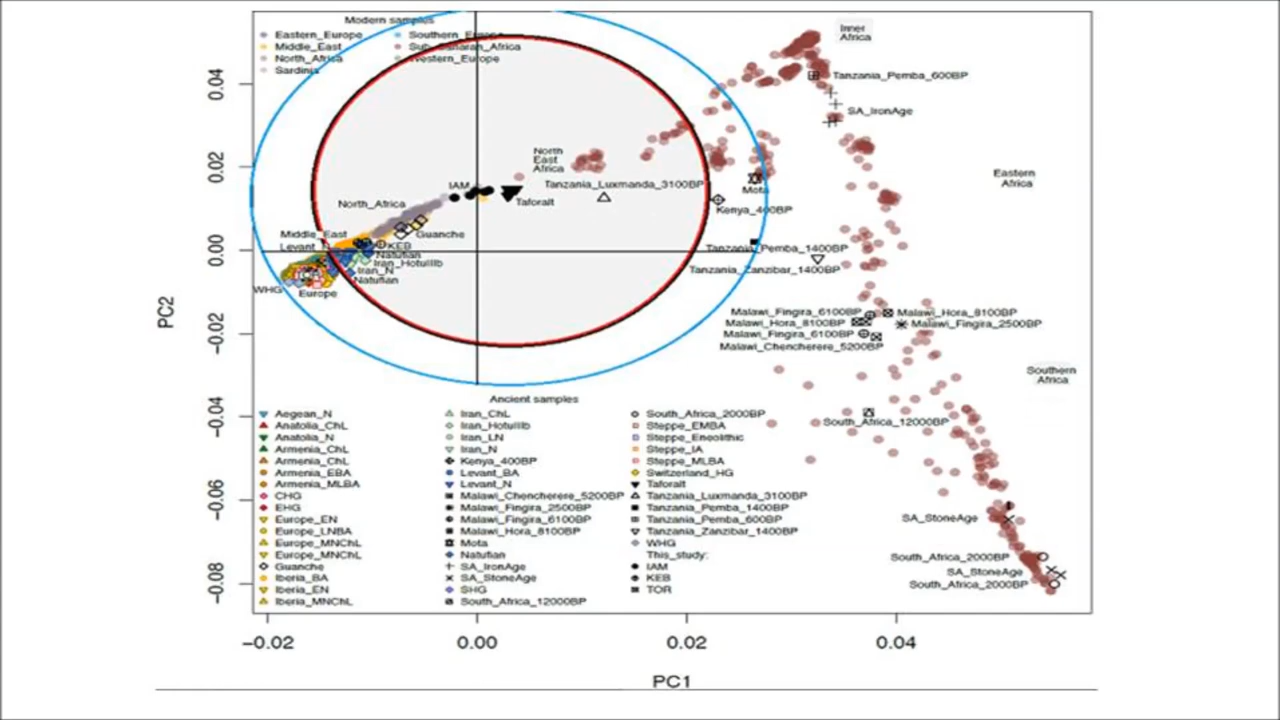 Modern samples
Eastern_Europe
Southern_Europe
Middle_East
Sub_Saharan_Africa
North_Africa
Western_Europe
Sardinia
Inner
Africa
Tanzania_Pemba_600BP
SA_IronAge
North
East
Africa
IAM
Tanzania_Luxmanda_3100BP
Taforalt
Mota
Kenya_400BP
Eastern
Africa
North_Africa
Guanche
Middle_East
Levant_N
KEB
Natufian
Iran_HotuIIIb
Iran_N
Natufian
WHG
Europe
Tanzania_Pemba_1400BP
Tanzania_Zanzibar_1400BP
Malawi_Fingira_6100BP
Malawi_Hora_8100BP
Malawi_Hora_8100BP
Malawi_Fingira_2500BP
Malawi_Fingira_6100BP
Malawi_Chencherere_5200BP
Southern
Africa
South_Africa_12000BP
SA_StoneAge
South_Africa_2000BP
SA_StoneAge
South_Africa_2000BP
Ancient samples
Aegean_N
Anatolia_ChL
Anatolia_N
Armenia_ChL
Armenia_ChL
Armenia_EBA
Armenia_MLBA
CHG
EHG
Europe_EN
Europe_LNBA
Europe_MNChL
Europe_MNChL
Guanche
Iberia_BA
Iberia_EN
Iberia_MNChL
Iran_ChL
Iran_HotuIIIb
Iran_LN
Iran_N
Kenya_400BP
Levant_BA
Levant_N
Malawi_Chencherere_5200BP
Malawi_Fingira_2500BP
Malawi_Fingira_6100BP
Malawi_Hora_8100BP
Mota
Natufian
SA_IronAge
SA_StoneAge
SHG
South_Africa_12000BP
South_Africa_2000BP
Steppe_EMBA
Steppe_Eneolithic
Steppe_IA
Steppe_MLBA
Switzerland_HG
Taforalt
Tanzania_Luxmanda_3100BP
Tanzania_Pemba_1400BP
Tanzania_Pemba_600BP
Tanzania_Zanzibar_1400BP
WHG
This_study:
IAM
KEB
TOR
0.04
0.02
0.00
−0.02
−0.04
−0.06
−0.08
PC2
−0.02
0.00
0.02
0.04
PC1